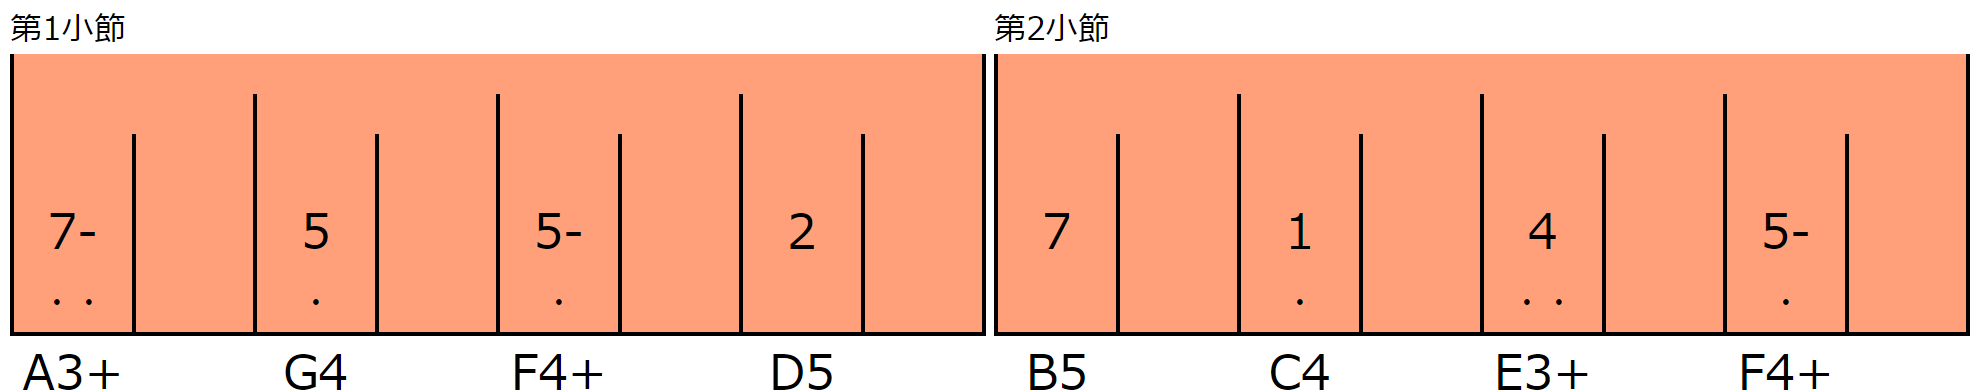 第1小節 第2小節
7- 5 5- 2 7 1 4 5-
. . . . . . . .
A3+ G4 F4+ D5 B5 C4 E3+ F4+